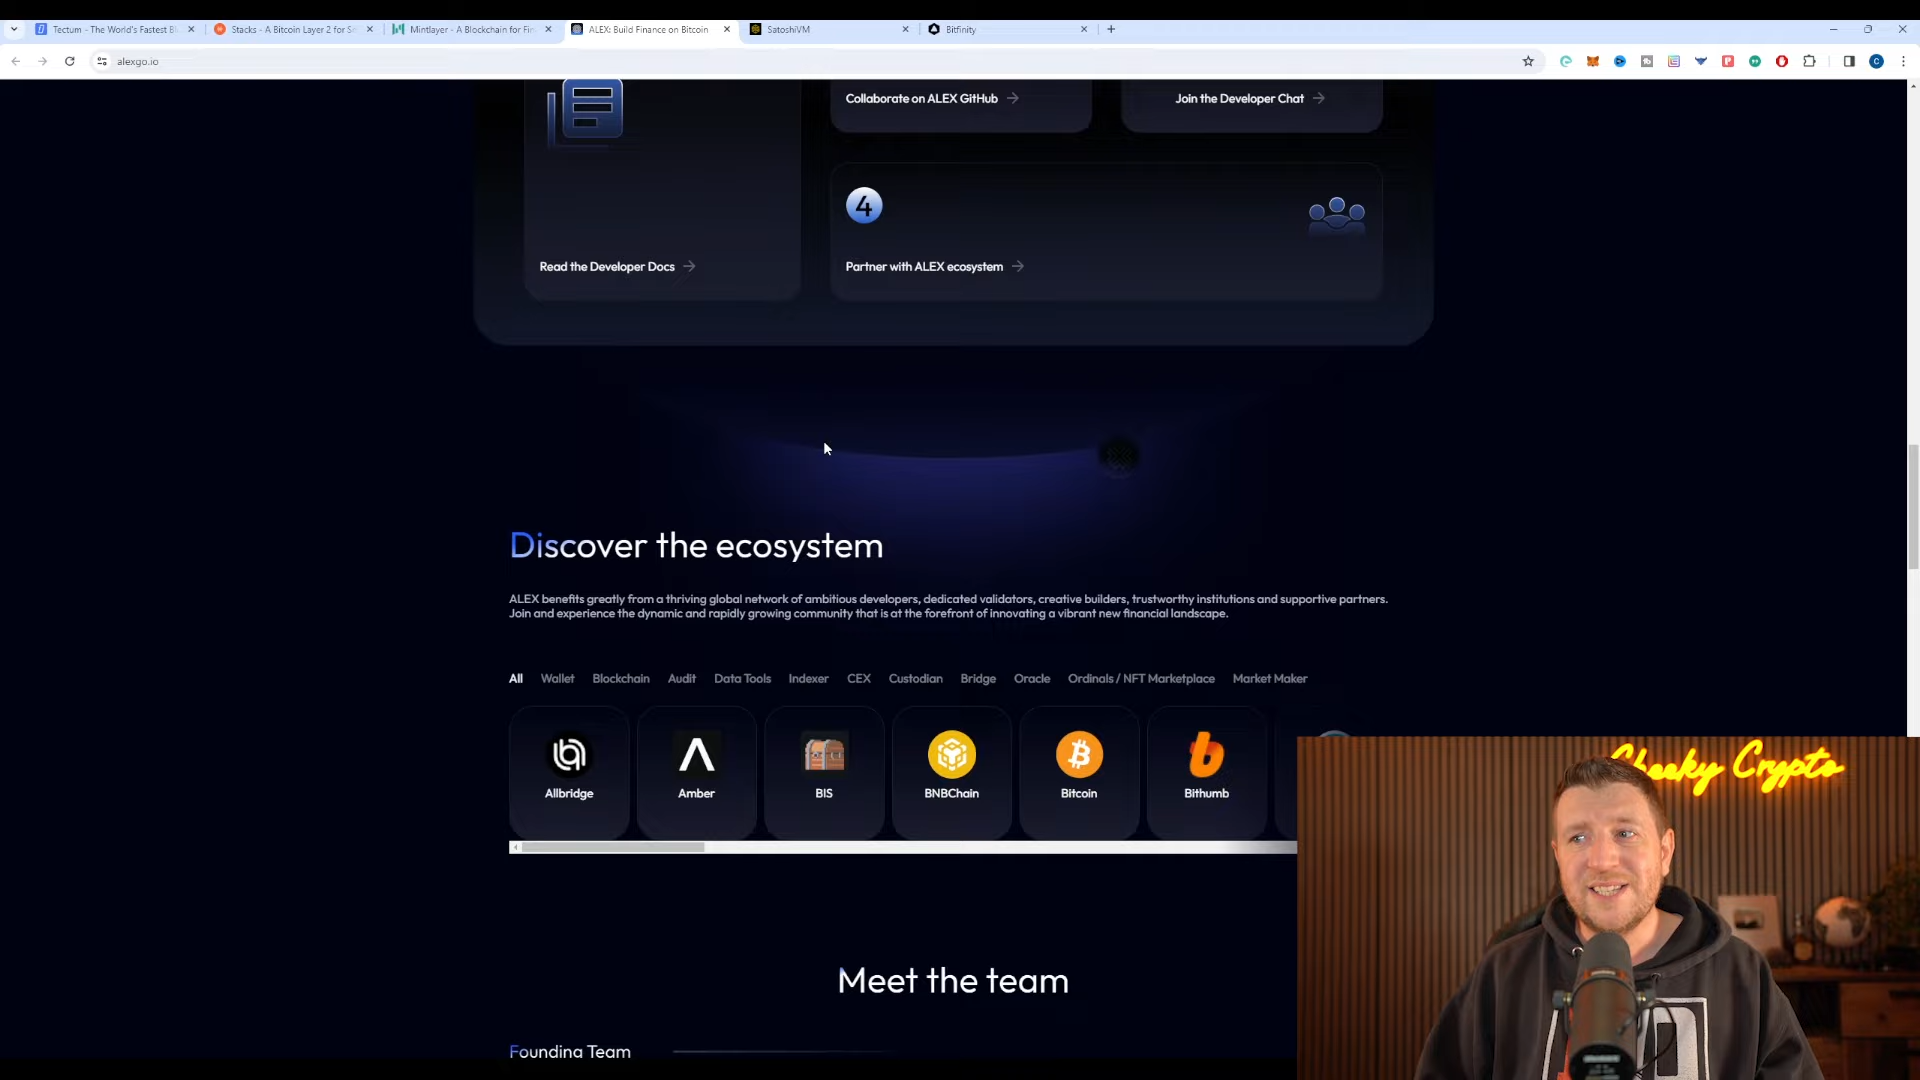 Tectum - The World's Fastest Bl
Stacks - A Bitcoin Layer 2 for S
Mintlayer - A Blockchain for Fin
ALEX: Build Finance on Bitcoin
SatoshiVM
Bitfinity
alexgo.io
Collaborate on ALEX GitHub
Join the Developer Chat
4
Read the Developer Docs
Partner with ALEX ecosystem
Discover the ecosystem
ALEX benefits greatly from a thriving global network of ambitious developers, dedicated validators, creative builders, trustworthy institutions and supportive partners.
Join and experience the dynamic and rapidly growing community that is at the forefront of innovating a vibrant new financial landscape.
All Wallet Blockchain Audit Data Tools Indexer CEX Custodian Bridge Oracle Ordinals / NFT Marketplace Market Maker
Allbridge
Amber
BIS
BNBChain
Bitcoin
Bithumb
Cheeky Crypto
Meet the team
Founding Team